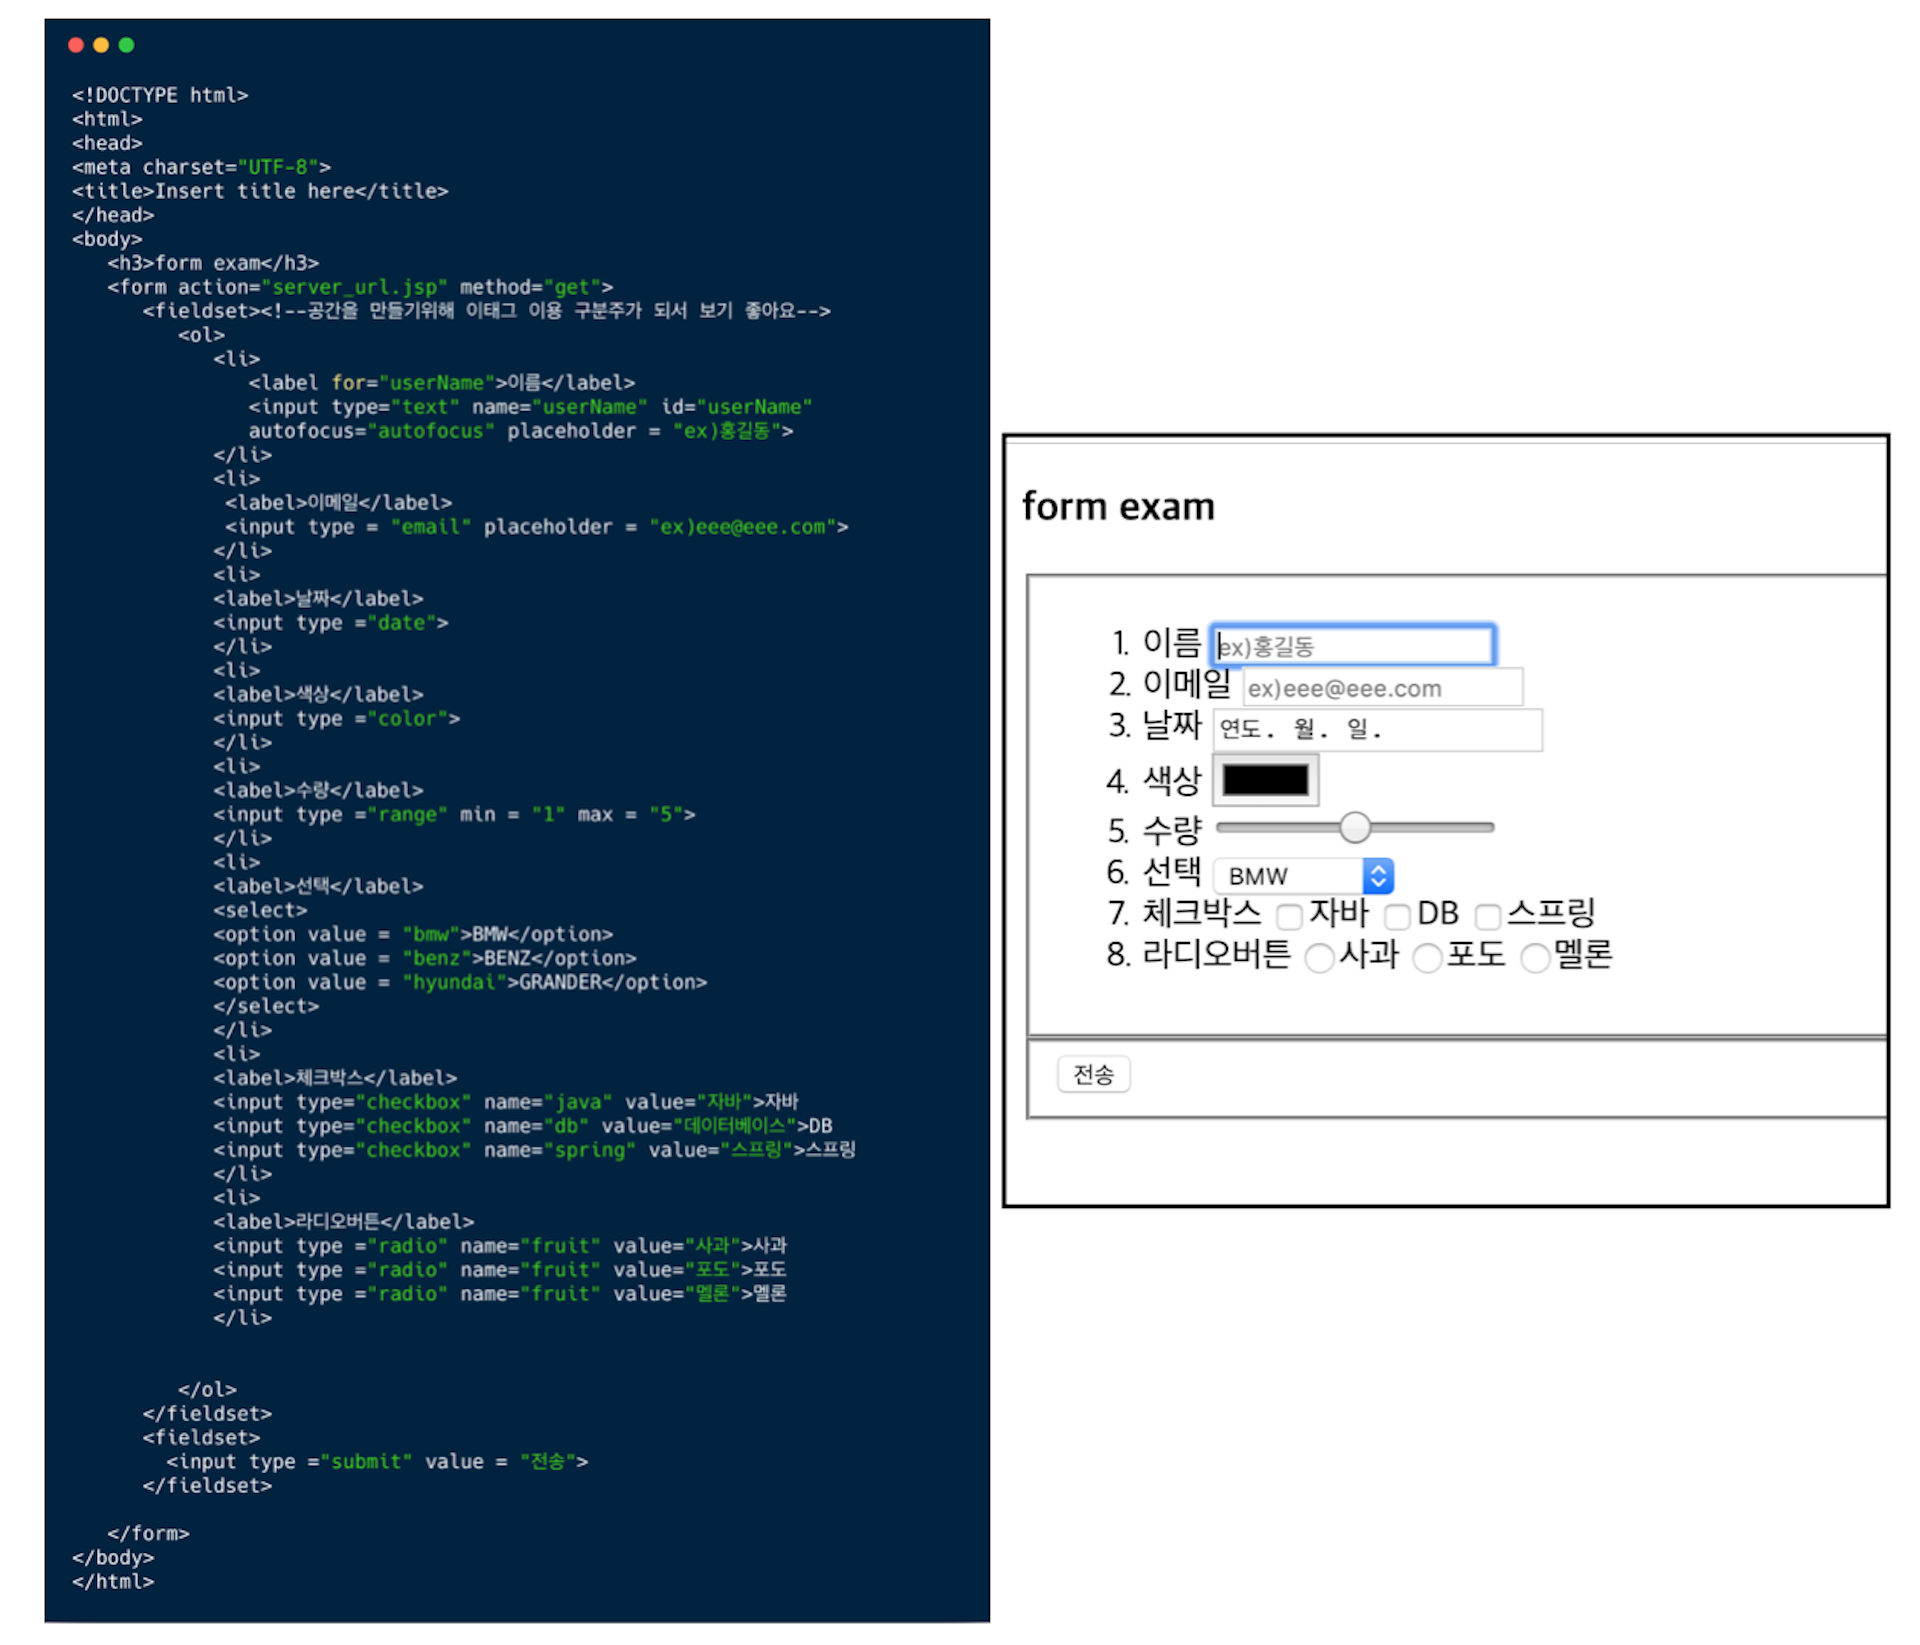 <!DOCTYPE html>
<html>
<head>
<meta charset="UTF-8">
<title>Insert title here</title>
</head>
<body>
<h3>form exam</h3>
<form action="server_url.jsp" method="get">
<fieldset><!--공간을 만들기위해 이태그 이용 구분주가 되서 보기 좋아요-->
<ol>
<li>
<label for="userName">이름</label>
<input type="text" name="userName" id="userName"
autofocus="autofocus" placeholder = "ex)홍길동">
</li>
<li>
<label>이메일</label>
<input type = "email" placeholder = "ex)eee@eee.com">
</li>
<li>
<label>날짜</label>
<input type ="date">
</li>
<li>
<label>색상</label>
<input type ="color">
</li>
<li>
<label>수량</label>
<input type ="range" min = "1" max = "5">
</li>
<li>
<label>선택</label>
<select>
<option value = "bmw">BMW</option>
<option value = "benz">BENZ</option>
<option value = "hyundai">GRANDER</option>
</select>
</li>
<li>
<label>체크박스</label>
<input type="checkbox" name="java" value="자바">자바
<input type="checkbox" name="db" value="데이터베이스">DB
<input type="checkbox" name="spring" value="스프링">스프링
</li>
<li>
<label>라디오버튼</label>
<input type ="radio" name="fruit" value="사과">사과
<input type ="radio" name="fruit" value="포도">포도
<input type ="radio" name="fruit" value="멜론">멜론
</li>
</ol>
</fieldset>
<fieldset>
<input type ="submit" value = "전송">
</fieldset>
</form>
</body>
</html>
form exam
1. 이름 ex)홍길동
2. 이메일 ex)eee@eee.com
3. 날짜 연도. 월. 일.
4. 색상
5. 수량
6. 선택 BMW
7. 체크박스 자바 DB 스프링
8. 라디오버튼 사과 포도 멜론
전송